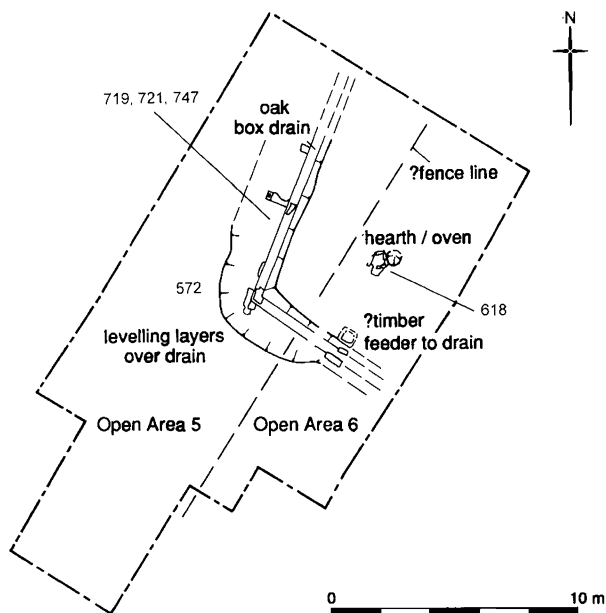 N
719, 721, 747
oak
box drain
?fence line
hearth / oven
572
618
?timber
feeder to drain
levelling layers
over drain
Open Area 5
Open Area 6
0
10 m